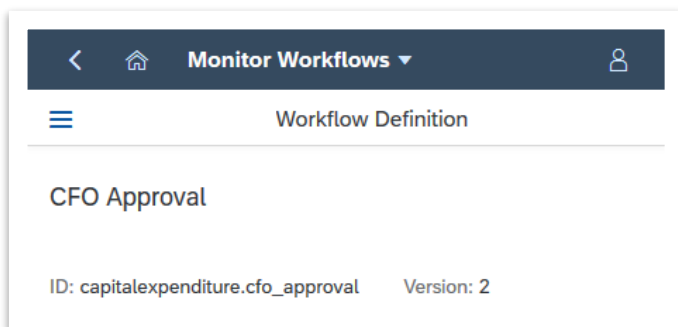 Monitor Workflows
Workflow Definition
CFO Approval
ID: capitalexpenditure.cfo_approval Version: 2